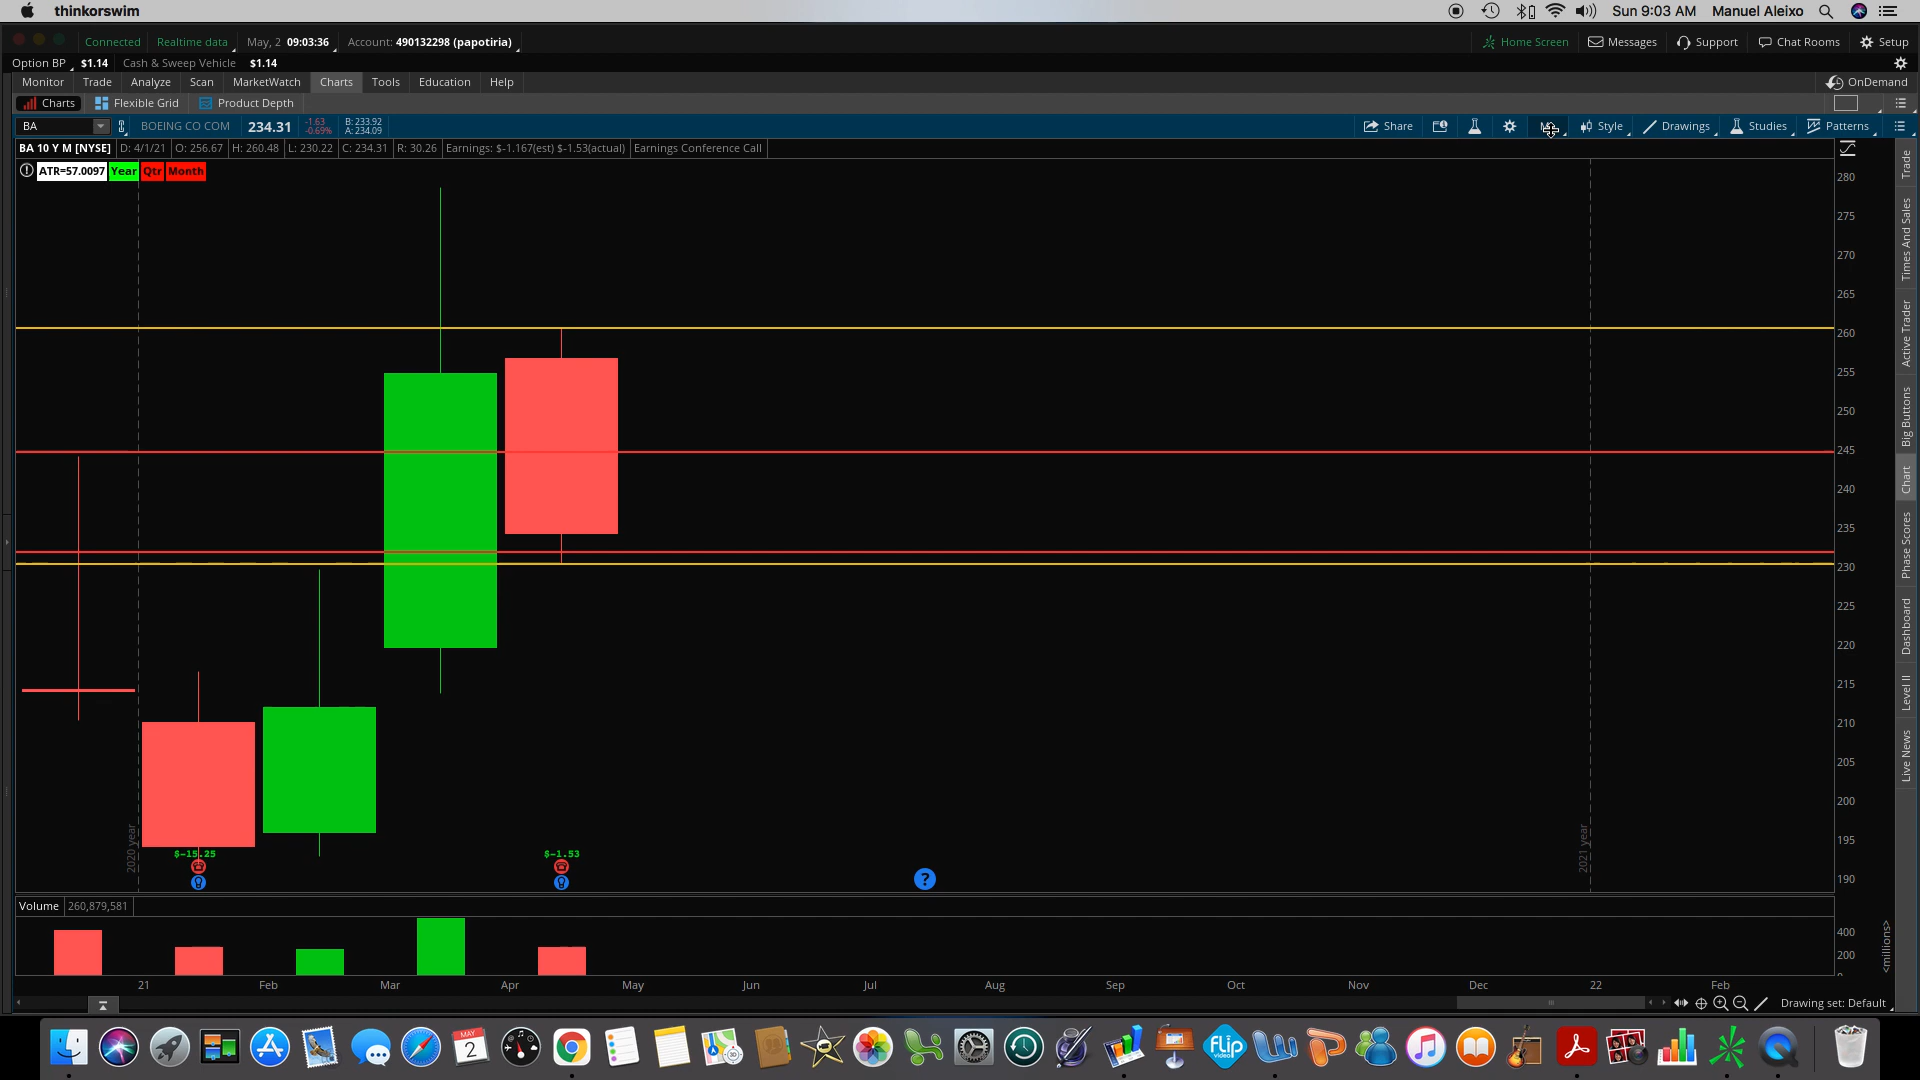 thinkorswim
Sun 9:03 AM Manuel Aleixo
Connected Realtime data May, 2 09:03:36 Account: 490132298 (papotiria)
Home Screen Messages Support Chat Rooms Setup
Option BP $1.14 Cash & Sweep Vehicle $1.14
Monitor Trade Analyze Scan MarketWatch Charts Tools Education Help
OnDemand
Charts Flexible Grid Product Depth
BA BOEING CO COM 234.31 -1.63 B: 233.92
-0.69% A: 234.09
Share Style Drawings Studies Patterns
BA 10 Y M [NYSE] D: 4/1/21 O: 256.67 H: 260.48 L: 230.22 C: 234.31 R: 30.26 Earnings: $-1.167(est) $-1.53(actual) Earnings Conference Call
ATR=57.0097 Year Qtr Month
280
275
270
265
260
255
250
245
240
235
230
225
220
215
210
205
200
195
190
2020 year
2021 year
$-15.25
$-1.53
?
Volume 260,879,581
400
200
0
<millions>
21 Feb Mar Apr May Jun Jul Aug Sep Oct Nov Dec 22 Feb
Drawing set: Default
Trade
Times And Sales
Active Trader
Big Buttons
Chart
Phase Scores
Dashboard
Level II
Live News
MAY
2
flip
video